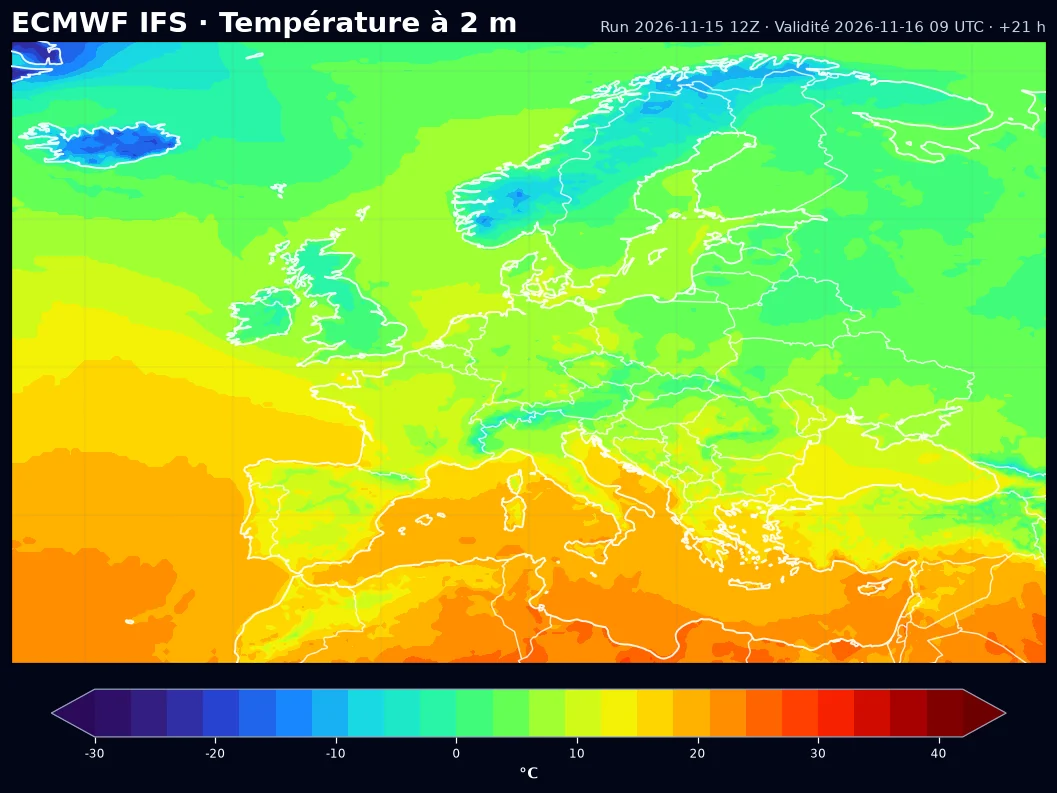 ECMWF IFS · Température à 2 m
Run 2026-11-15 12Z · Validité 2026-11-16 09 UTC · +21 h
-30 -20 -10 0 10 20 30 40
°C